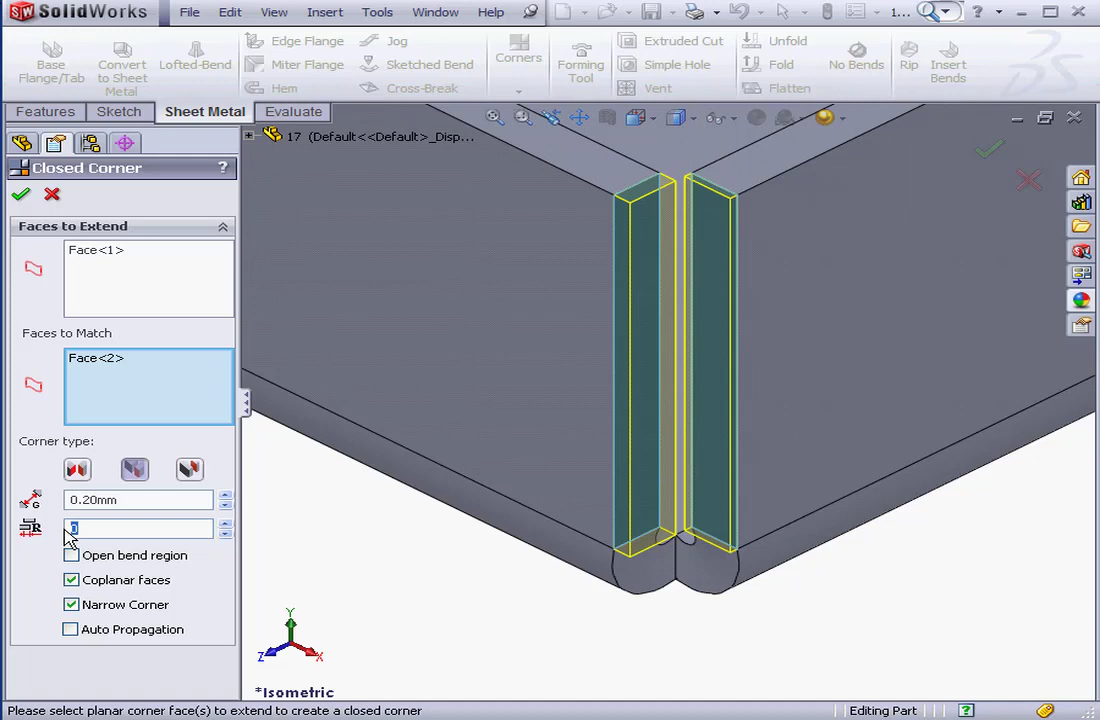 SolidWorks File Edit View Insert Tools Window Help 1... ?
Base Flange/Tab
Convert to Sheet Metal
Lofted-Bend
Edge Flange
Miter Flange
Hem
Jog
Sketched Bend
Cross-Break
Corners
Forming Tool
Extruded Cut
Simple Hole
Vent
Unfold
Fold
Flatten
No Bends
Rip
Insert Bends
Features Sketch Sheet Metal Evaluate
17 (Default<<Default>_Disp...
Closed Corner ?
Faces to Extend
Face<1>
Faces to Match
Face<2>
Corner type:
G 0.20mm
R 0
Open bend region
Coplanar faces
Narrow Corner
Auto Propagation
Y
Z X
*Isometric
Please select planar corner face(s) to extend to create a closed corner Editing Part ?